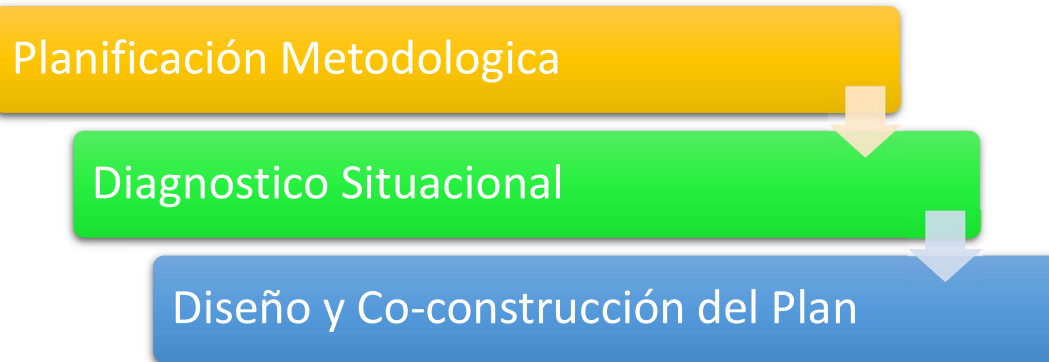 Planificación Metodologica
Diagnostico Situacional
Diseño y Co-construcción del Plan